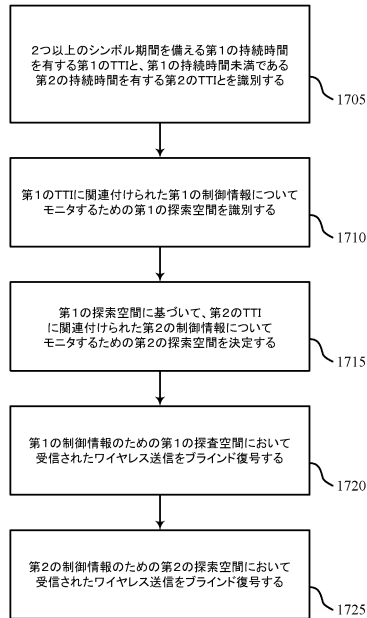 2つ以上のシンボル期間を備える第1の持続時間
を有する第1のTTIと、第1の持続時間未満である
第2の持続時間を有する第2のTTIとを識別する
1705
第1のTTIに関連付けられた第1の制御情報について
モニタするための第1の探索空間を識別する
1710
第1の探索空間に基づいて、第2のTTI
に関連付けられた第2の制御情報について
モニタするための第2の探索空間を決定する
1715
第1の制御情報のための第1の探査空間において
受信されたワイヤレス送信をブラインド復号する
1720
第2の制御情報のための第2の探索空間において
受信されたワイヤレス送信をブラインド復号する
1725